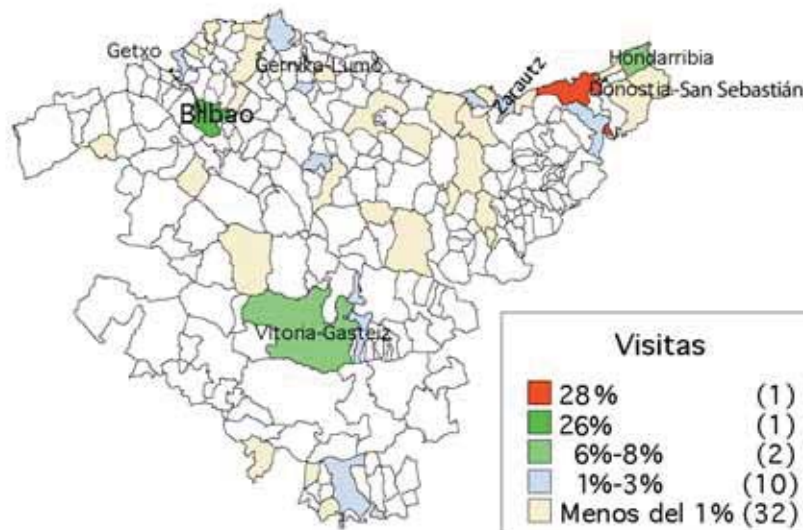 Getxo
Gernika-Lumo
Hondarribia
Zarautz
Donostia-San Sebastián
Bilbao
Vitoria-Gasteiz
Visitas
28% (1)
26% (1)
6%-8% (2)
1%-3% (10)
Menos del 1% (32)